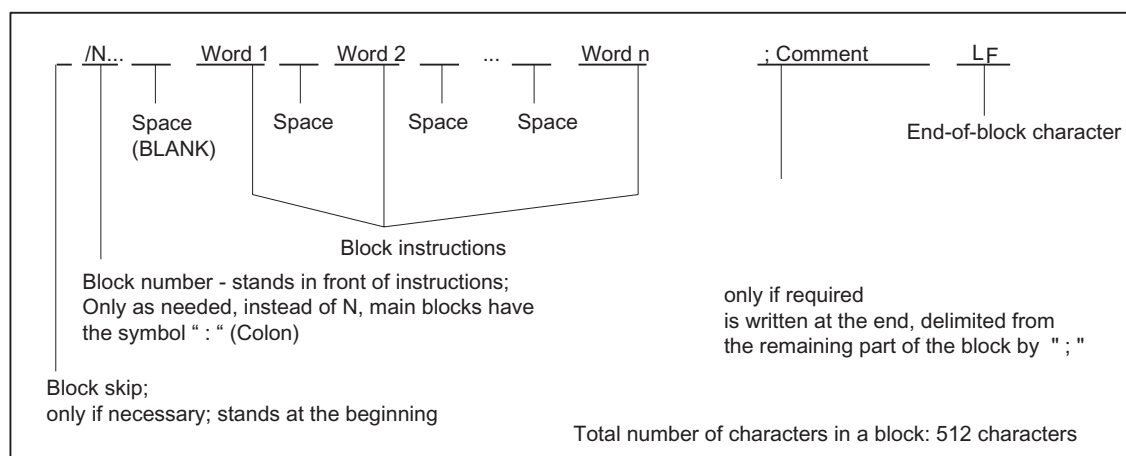 /N... Word 1 Word 2 ... Word n ; Comment LF
Space Space Space Space End-of-block character
(BLANK)
Block instructions
Block number - stands in front of instructions;
Only as needed, instead of N, main blocks have
the symbol “ : “ (Colon)
only if required
is written at the end, delimited from
the remaining part of the block by " ; "
Block skip;
only if necessary; stands at the beginning
Total number of characters in a block: 512 characters